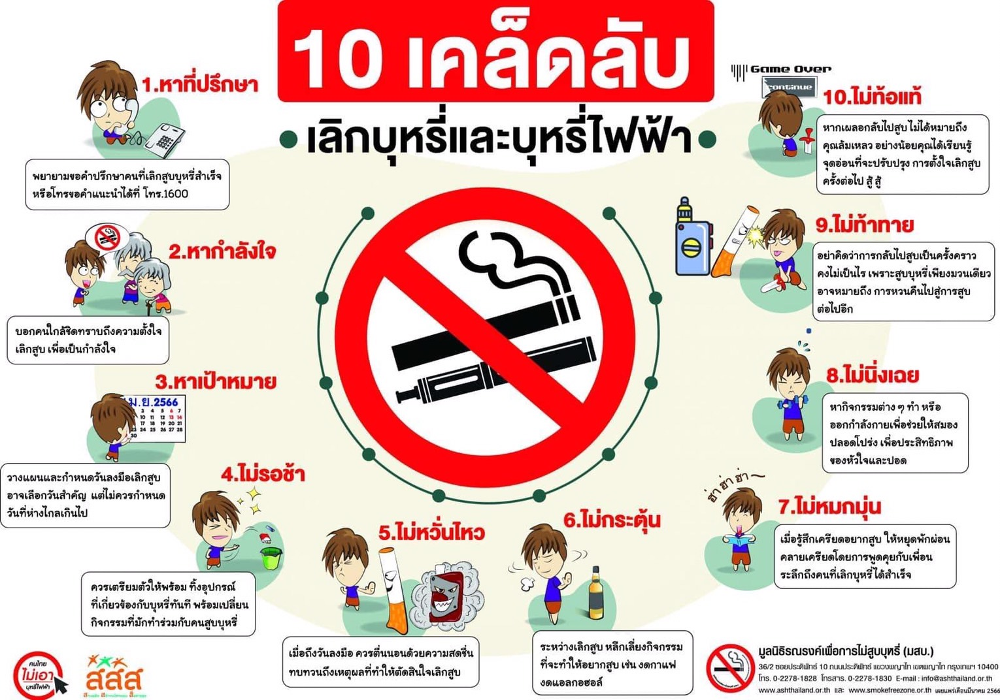 10 เคล็ดลับ
เลิกบุหรี่และบุหรี่ไฟฟ้า
1.หาที่ปรึกษา
พยายามขอคำปรึกษาคนที่เลิกสูบบุหรี่สำเร็จ
หรือโทรขอคำแนะนำได้ที่ โทร.1600
2.หากำลังใจ
บอกคนใกล้ชิดทราบถึงความตั้งใจ
เลิกสูบ เพื่อเป็นกำลังใจ
3.หาเป้าหมาย
เม.ย.2566
3 4 5 6 7
10 11 12 13 14
17 18 19 20 21
23 24 25 26 27 28
30
วางแผนและกำหนดวันลงมือเลิกสูบ
อาจเลือกวันสำคัญ แต่ไม่ควรกำหนด
วันที่ห่างไกลเกินไป
4.ไม่รอช้า
ควรเตรียมตัวให้พร้อม ทิ้งอุปกรณ์
ที่เกี่ยวข้องกับบุหรี่ทันที พร้อมเปลี่ยน
กิจกรรมที่มักทำร่วมกับคนสูบบุหรี่
5.ไม่หวั่นไหว
เมื่อถึงวันลงมือ ควรตื่นนอนด้วยความสดชื่น
ทบทวนถึงเหตุผลที่ทำให้ตัดสินใจเลิกสูบ
6.ไม่กระตุ้น
ระหว่างเลิกสูบ หลีกเลี่ยงกิจกรรม
ที่จะทำให้อยากสูบ เช่น งดกาแฟ
งดแอลกอฮอล์
ฮ่า ฮ่า ฮ่า
7.ไม่หมกมุ่น
เมื่อรู้สึกเครียดอยากสูบ ให้หยุดพักผ่อน
คลายเครียดโดยการพูดคุยกับเพื่อน
ระลึกถึงคนที่เลิกบุหรี่ได้สำเร็จ
8.ไม่นิ่งเฉย
หากิจกรรมต่าง ๆ ทำ หรือ
ออกกำลังกายเพื่อช่วยให้สมอง
ปลอดโปร่ง เพื่อประสิทธิภาพ
ของหัวใจและปอด
9.ไม่ท้าทาย
อย่าคิดว่าการกลับไปสูบเป็นครั้งคราว
คงไม่เป็นไร เพราะสูบบุหรี่เพียงมวนเดียว
อาจหมายถึง การหวนคืนไปสู่การสูบ
ต่อไปอีก
Game Over
continue
10.ไม่ท้อแท้
หากเผลอกลับไปสูบ ไม่ได้หมายถึง
คุณล้มเหลว อย่างน้อยคุณได้เรียนรู้
จุดอ่อนที่จะปรับปรุง การตั้งใจเลิกสูบ
ครั้งต่อไป สู้ สู้
คนไทย
ไม่เอา
บุหรี่ไฟฟ้า
สสส
มูลนิธิรณรงค์เพื่อการไม่สูบบุหรี่ (มสบ.)
36/2 ซอยประดิพัทธ์ 10 ถนนประดิพัทธ์ แขวงพญาไท เขตพญาไท กรุงเทพฯ 10400
โทร. 0-2278-1828 โทรสาร. 0-2278-1830 E-mail : info@ashthailand.or.th
www.ashthailand.or.th และ www.smokefreezone.or.th เผยแพร่เดือนมีนาคม 2566